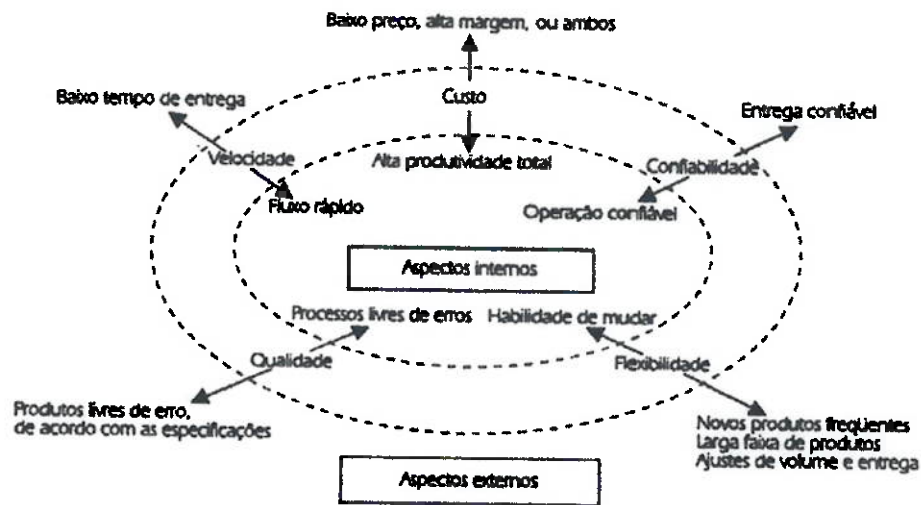 Baixo preço, alta margem, ou ambos
Baixo tempo de entrega
Custo
Entrega confiável
Velocidade
Alta produtividade total
Confiabilidade
Fluxo rápido
Operação confiável
Aspectos internos
Processos livres de erros
Habilidade de mudar
Qualidade
Flexibilidade
Produtos livres de erro,
de acordo com as especificações
Novos produtos freqüentes
Larga faixa de produtos
Ajustes de volume e entrega
Aspectos externos